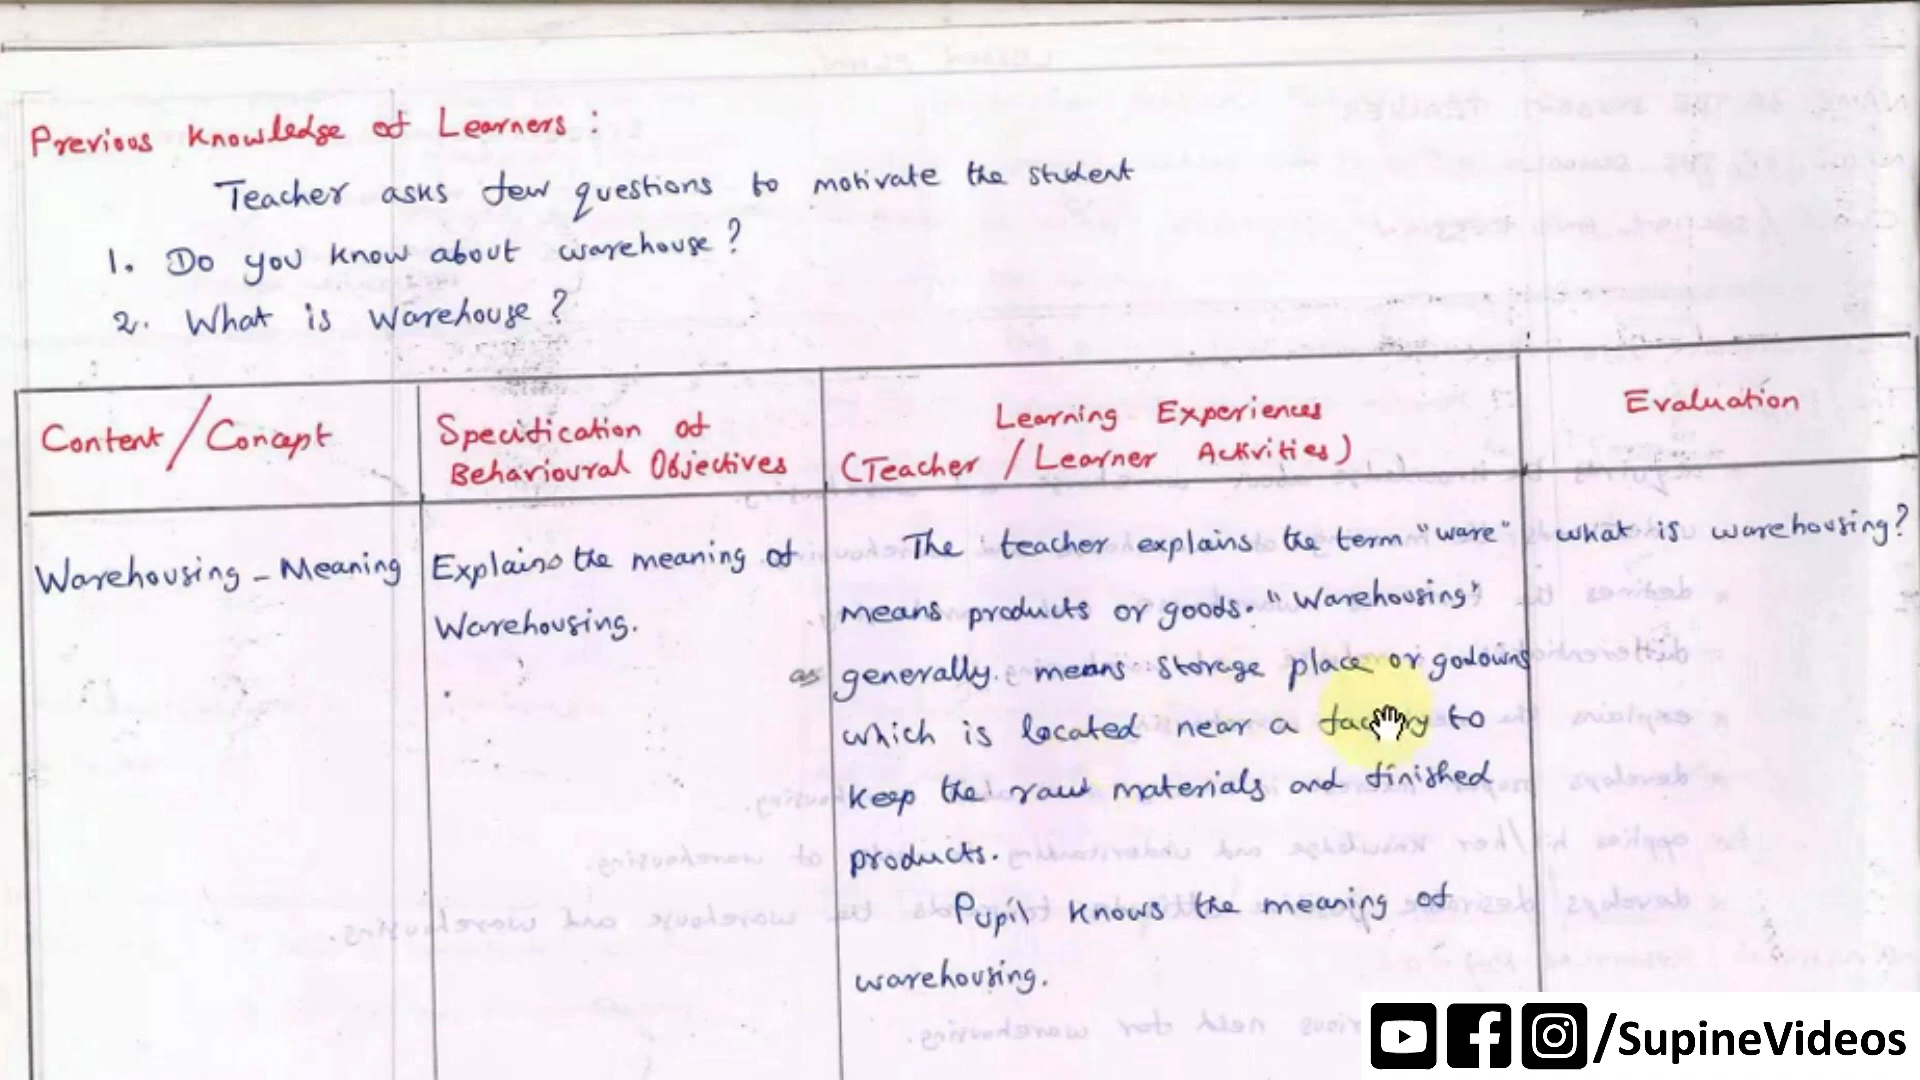 Previous Knowledge of Learners :
Teacher asks few questions to motivate the student
1. Do you know about warehouse ?
2. What is Warehouse ?
Content / Concept
Specification of
Behavioural Objectives
Learning Experiences
(Teacher / Learner Activities)
Evaluation
Warehousing - Meaning
Explains the meaning of
Warehousing.
The teacher explains the term "ware"
means products or goods. "Warehousing"
as generally means storage place or godowns
which is located near a factory to
keep the raw materials and finished
products.
Pupil knows the meaning of
warehousing.
what is warehousing?
/SupineVideos